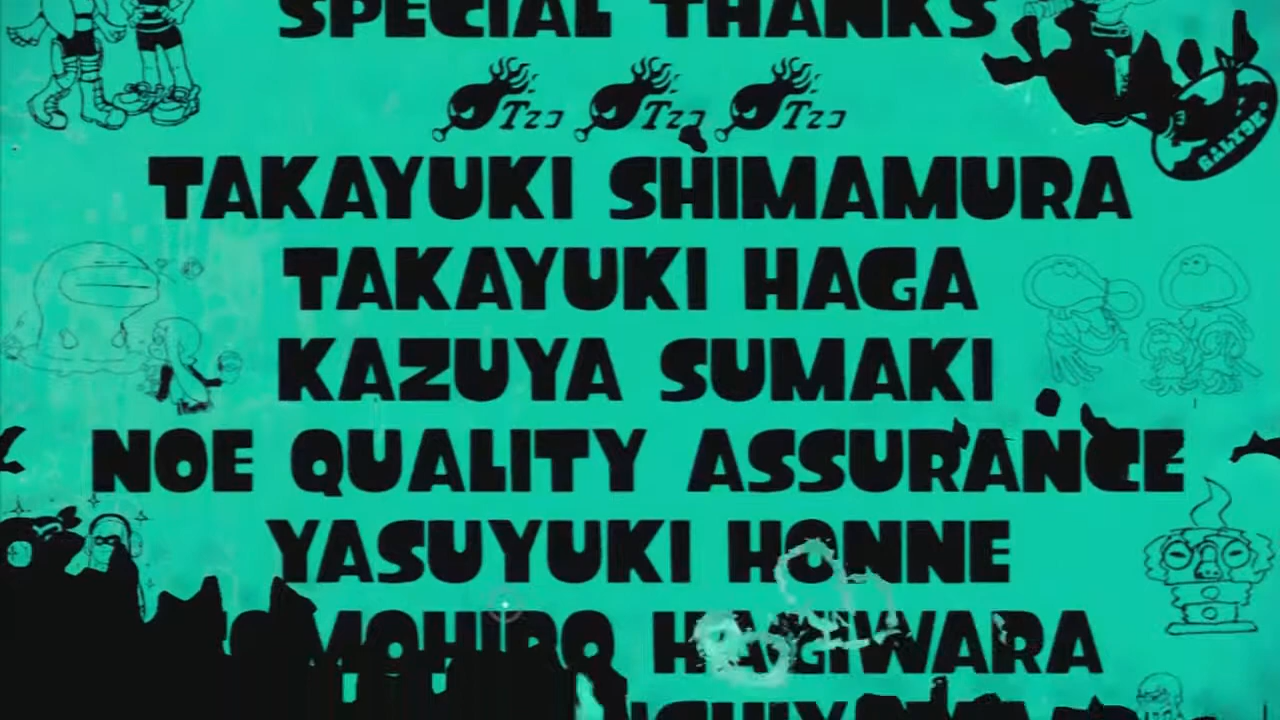 SPECIAL THANKS
TAKAYUKI SHIMAMURA
TAKAYUKI HAGA
KAZUYA SUMAKI
NOE QUALITY ASSURANCE
YASUYUKI HONNE
HAGIWARA